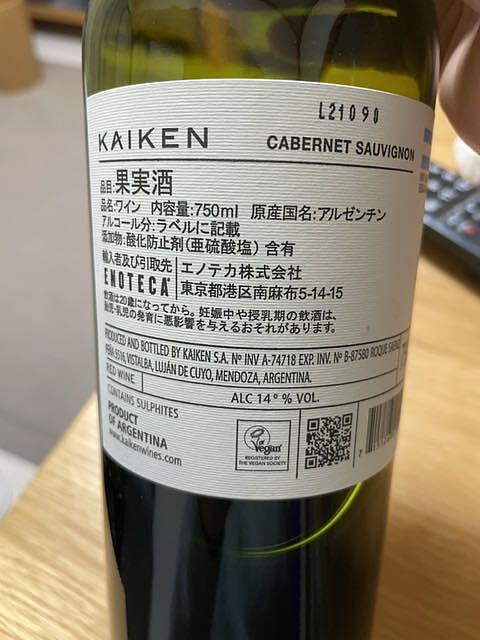 L21090
KAIKEN
CABERNET SAUVIGNON
品目:果実酒
品名:ワイン 内容量:750ml 原産国名:アルゼンチン
アルコール分:ラベルに記載
添加物:酸化防止剤(亜硫酸塩)含有
輸入者及び引取先
ENOTECA
エノテカ株式会社
東京都港区南麻布5-14-15
飲酒は20歳になってから。妊娠中や授乳期の飲酒は、
胎児・乳児の発育に悪影響を与えるおそれがあります。
PRODUCED AND BOTTLED BY KAIKEN S.A. Nº INV A-74718 EXP. INV. Nº B-87580 ROQUE SAENZ
PEÑA 5516, VISTALBA, LUJÁN DE CUYO, MENDOZA, ARGENTINA.
RED WINE
ALC 14° % VOL.
CONTAINS SULPHITES
PRODUCT
OF ARGENTINA
www.kaikenwines.com
Vegan
REGISTERED BY
THE VEGAN SOCIETY
7